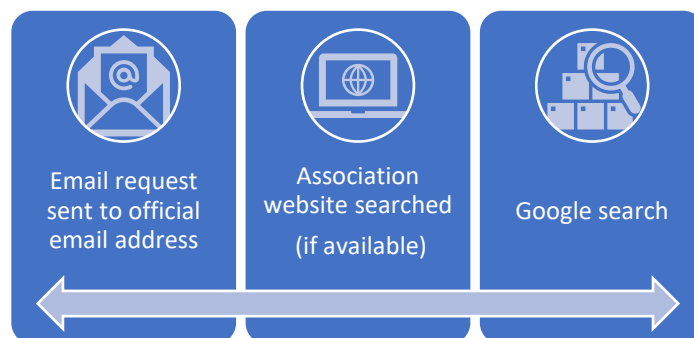 @
Email request
sent to official
email address
Association
website searched
(if available)
Google search